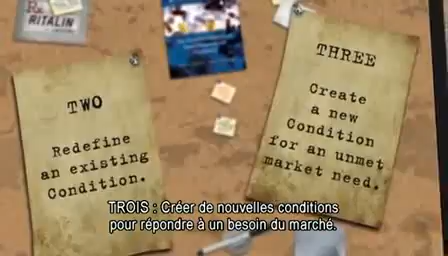 RITALIN
TWO
Redefine
an existing
Condition.
THREE
Create
a new
Condition
for an unmet
market need.
TROIS : Créer de nouvelles conditions
pour répondre à un besoin du marché.